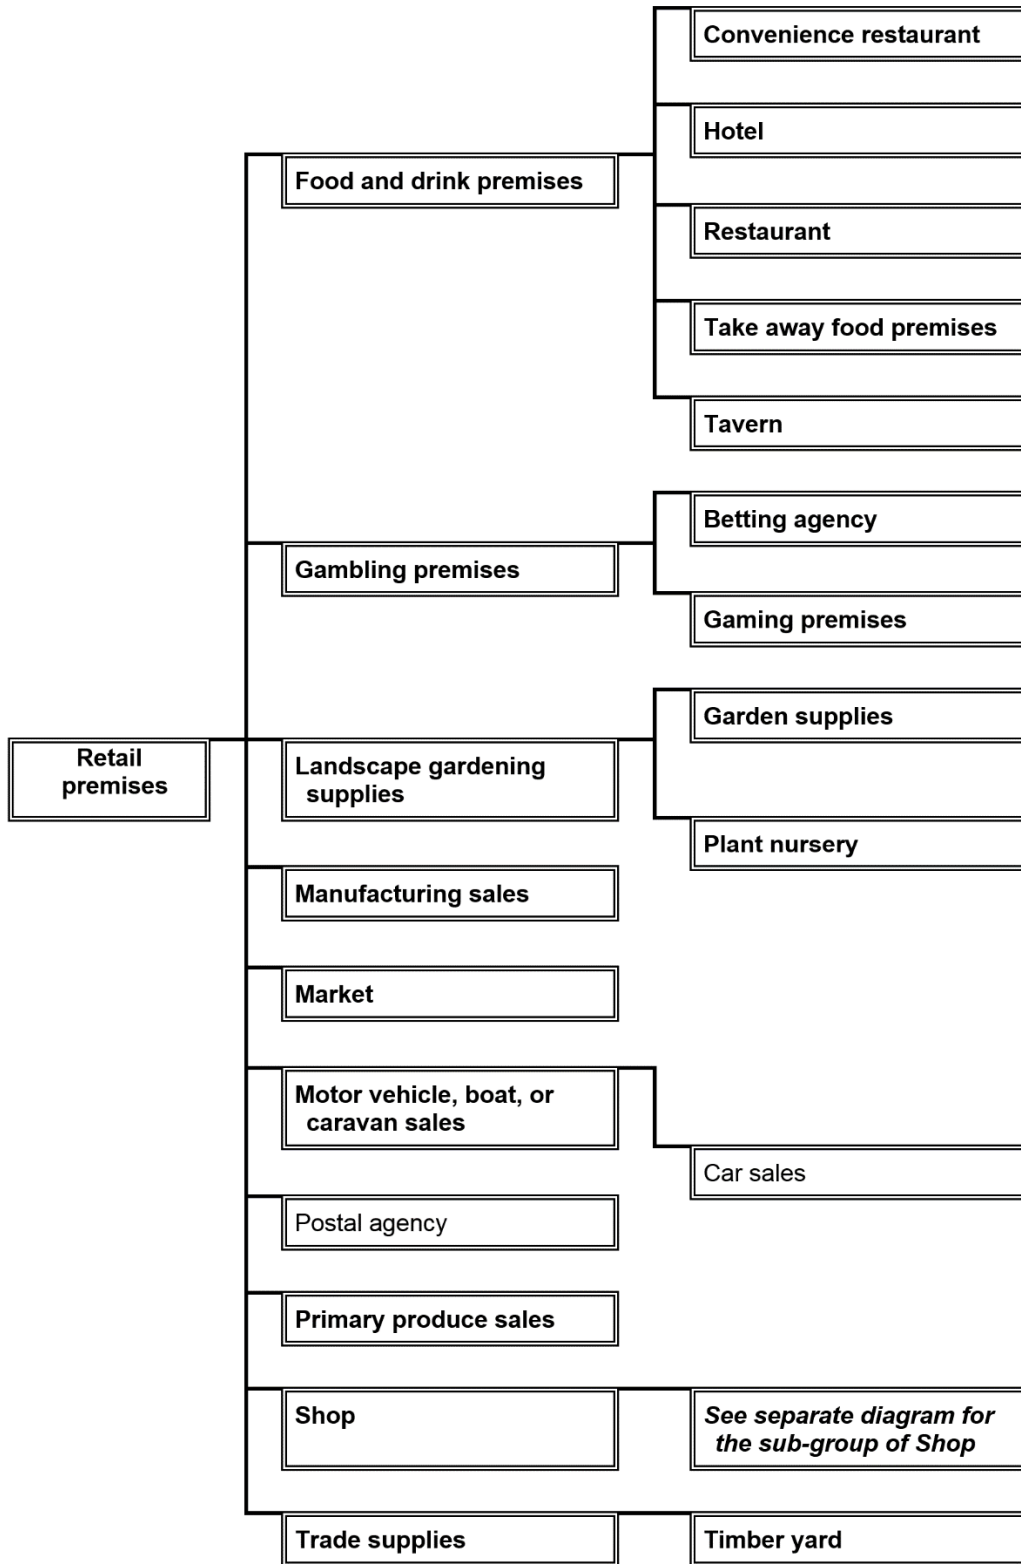 Convenience restaurant
Hotel
Food and drink premises
Restaurant
Take away food premises
Tavern
Betting agency
Gambling premises
Gaming premises
Garden supplies
Retail
premises
Landscape gardening
supplies
Plant nursery
Manufacturing sales
Market
Motor vehicle, boat, or
caravan sales
Car sales
Postal agency
Primary produce sales
Shop
See separate diagram for
the sub-group of Shop
Trade supplies
Timber yard